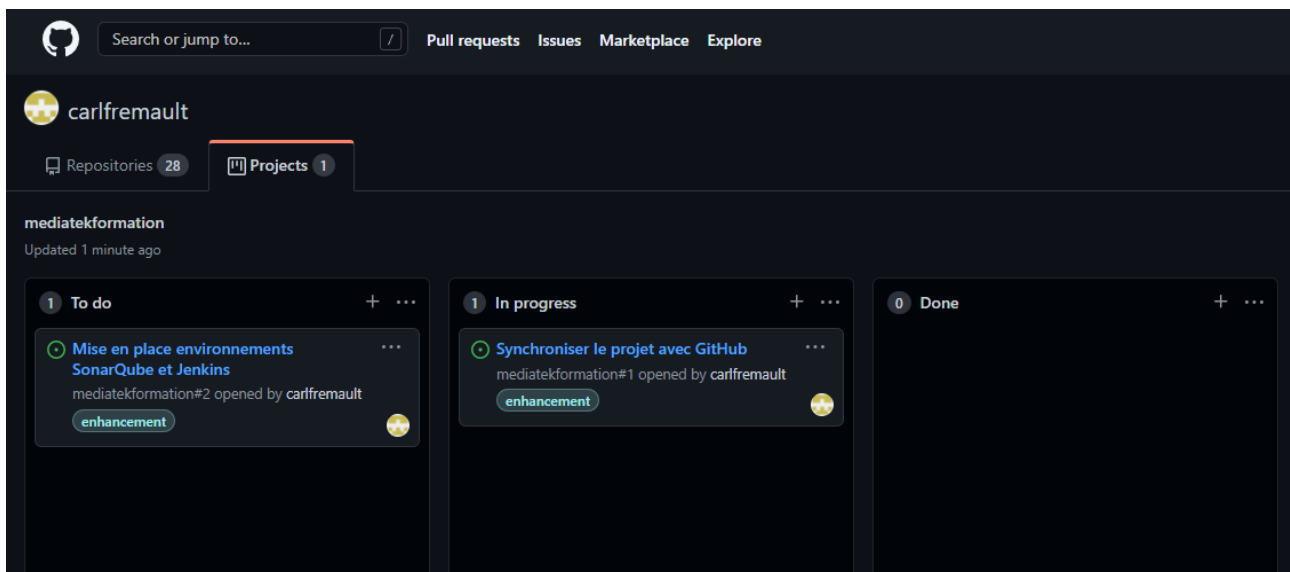 Search or jump to... / Pull requests Issues Marketplace Explore
carlfremault
Repositories 28 Projects 1
mediatekformation
Updated 1 minute ago
1 To do + ...
Mise en place environnements ...
SonarQube et Jenkins
mediatekformation#2 opened by carlfremault
enhancement
1 In progress + ...
Synchroniser le projet avec GitHub ...
mediatekformation#1 opened by carlfremault
enhancement
0 Done + ...